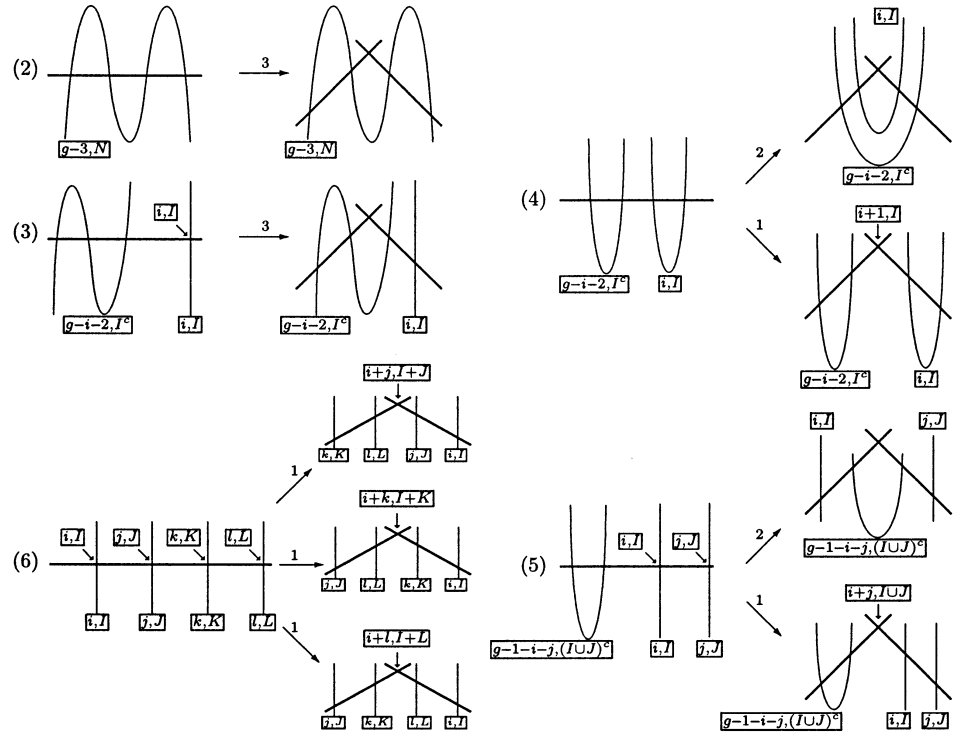 (2)
3
g−3,N
g−3,N
(3)
i,I
3
g−i−2,I^c
i,I
g−i−2,I^c
i,I
(4)
g−i−2,I^c
i,I
2
i,I
g−i−2,I^c
1
i+1,I
g−i−2,I^c
i,I
(6)
i,I
j,J
k,K
l,L
i,I
j,J
k,K
l,L
1
i+j,I+J
k,K
l,L
j,J
i,I
1
i+k,I+K
j,J
l,L
k,K
i,I
1
i+l,I+L
j,J
k,K
l,L
i,I
(5)
i,I
j,J
g−1−i−j,(I∪J)^c
i,I
j,J
2
i,I
j,J
g−1−i−j,(I∪J)^c
1
i+j,I∪J
g−1−i−j,(I∪J)^c
i,I
j,J